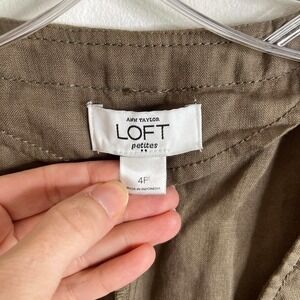 ANN TAYLOR
LOFT
petites
4P
MADE IN INDONESIA